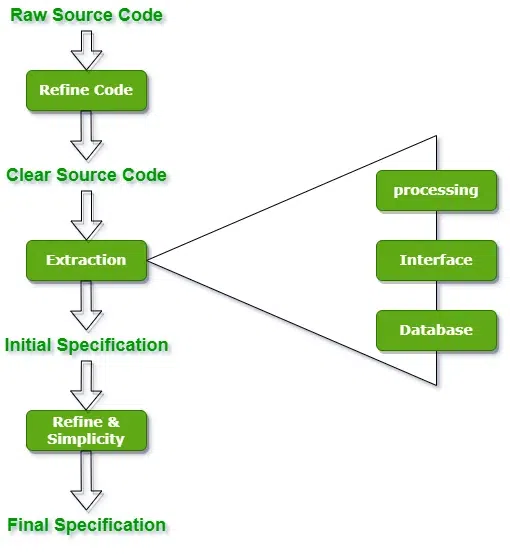 Raw Source Code
Refine Code
Clear Source Code
processing
Extraction
Interface
Database
Initial Specification
Refine &
Simplicity
Final Specification